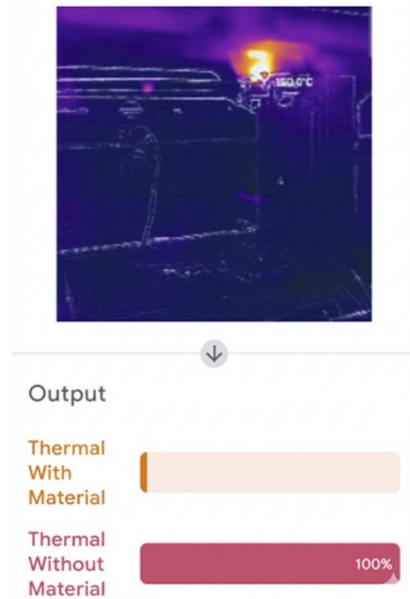 150.0°C
Output
Thermal
With
Material
Thermal
Without
Material
100%